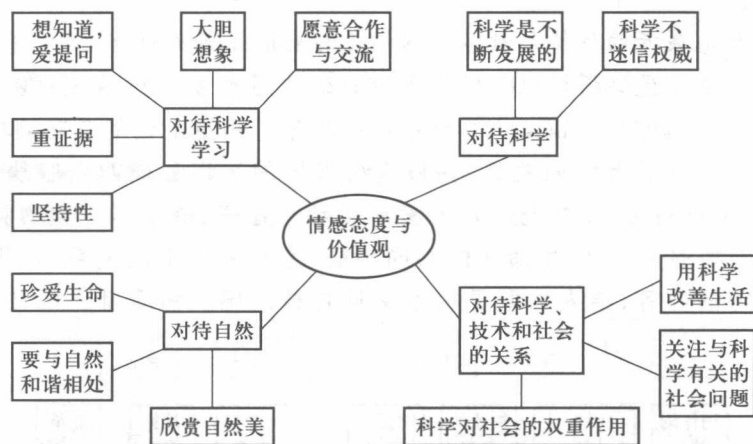 想知道，
爱提问
大胆
想象
愿意合作
与交流
科学是不
断发展的
科学不
迷信权威
重证据
对待科学
学习
对待科学
坚持性
情感态度与
价值观
珍爱生命
对待自然
要与自然
和谐相处
欣赏自然美
对待科学、
技术和社会
的关系
用科学
改善生活
关注与科
学有关的
社会问题
科学对社会的双重作用